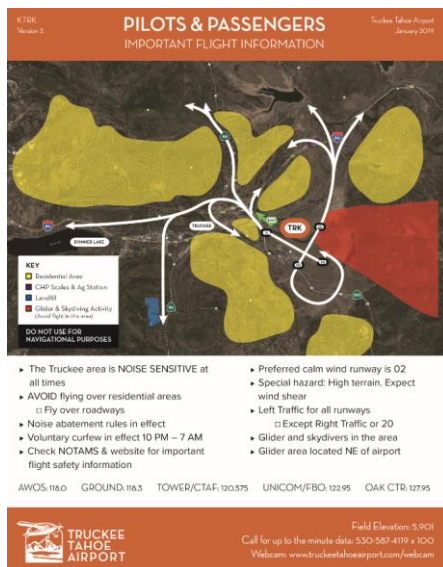 KTRK
Version 5
PILOTS & PASSENGERS
IMPORTANT FLIGHT INFORMATION
Truckee Tahoe Airport
January 2019
TRUCKEE
TRK
DONNER LAKE
KEY
Residential Area
CHP Scales & Ag Station
Landfill
Glider & Skydiving Activity
(Avoid flight in this area)
DO NOT USE FOR
NAVIGATIONAL PURPOSES
▸ The Truckee area is NOISE SENSITIVE at
all times
▸ AVOID flying over residential areas
□ Fly over roadways
▸ Noise abatement rules in effect
▸ Voluntary curfew in effect 10 PM – 7 AM
▸ Check NOTAMS & website for important
flight safety information
▸ Preferred calm wind runway is 02
▸ Special hazard: High terrain. Expect
wind shear
▸ Left Traffic for all runways
□ Except Right Traffic or 20
▸ Glider and skydivers in the area
▸ Glider area located NE of airport
AWOS: 118.0 GROUND: 118.3 TOWER/CTAF: 120.575 UNICOM/FBO: 122.95 OAK CTR: 127.95
TRUCKEE
TAHOE
AIRPORT
Field Elevation: 5,901
Call for up to the minute data: 530-587-4119 x 100
Webcam: www.truckeetahoeairport.com/webcam